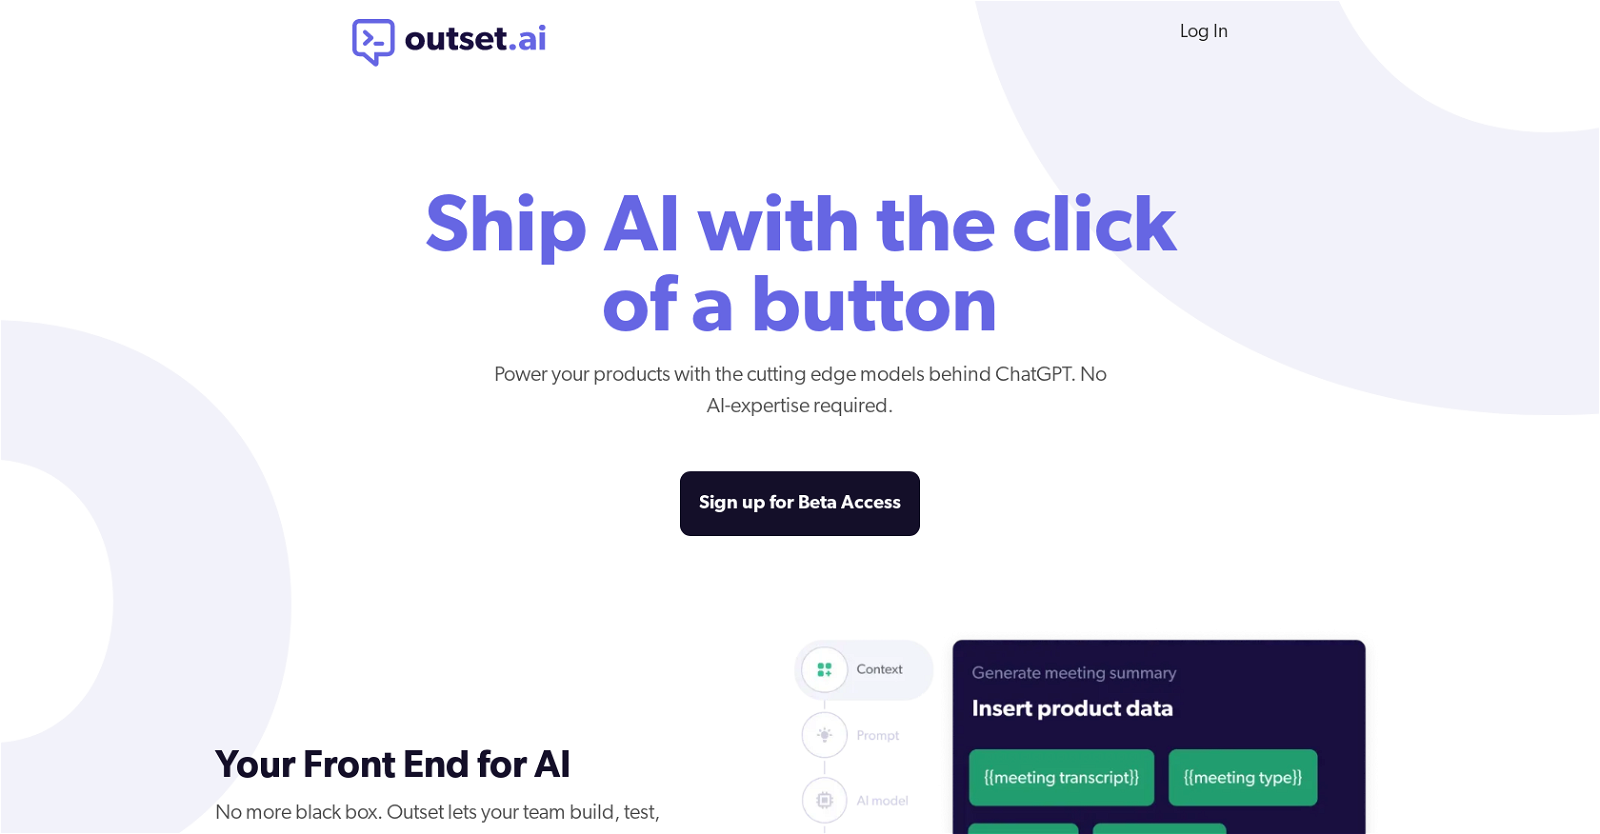 outset.ai
Log In
Ship AI with the click
of a button
Power your products with the cutting edge models behind ChatGPT. No
AI-expertise required.
Sign up for Beta Access
Context
Prompt
AI model
Generate meeting summary
Insert product data
{{meeting transcript}}
{{meeting type}}
Your Front End for AI
No more black box. Outset lets your team build, test,